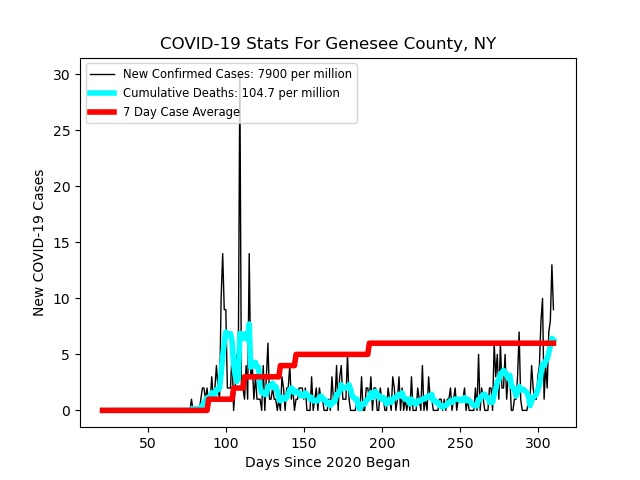 COVID-19 Stats For Genesee County, NY
New Confirmed Cases: 7900 per million
Cumulative Deaths: 104.7 per million
7 Day Case Average
30
25
20
15
10
5
0
New COVID-19 Cases
50 100 150 200 250 300
Days Since 2020 Began